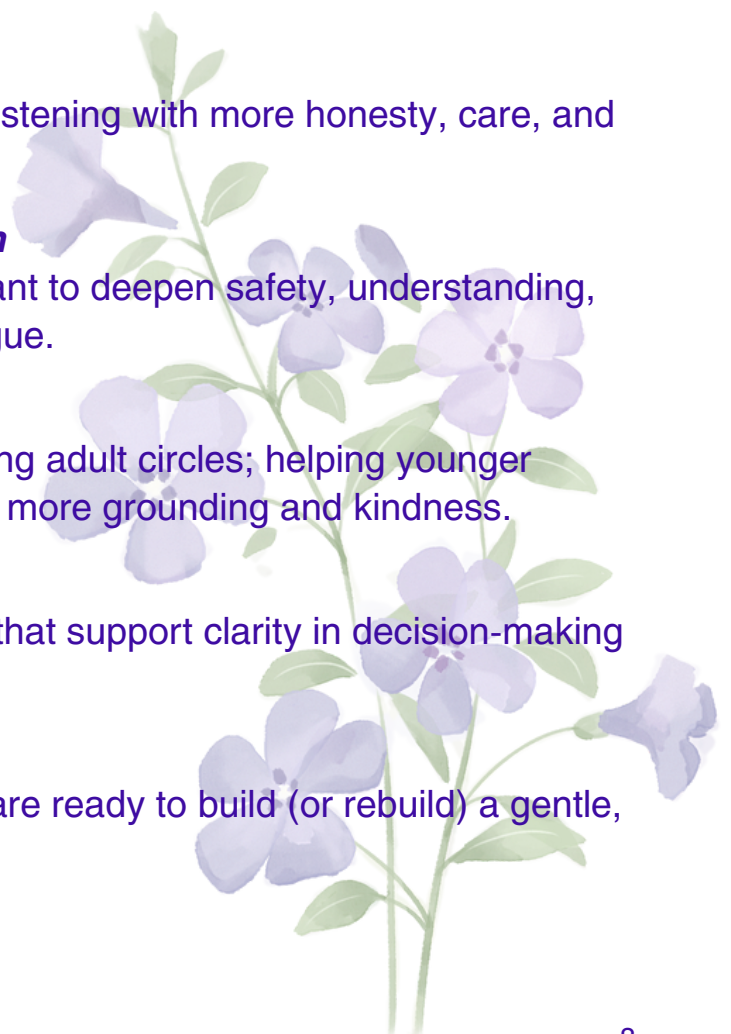 stening with more honesty, care, and
ant to deepen safety, understanding,
gue.
ng adult circles; helping younger
more grounding and kindness.
that support clarity in decision-making
are ready to build (or rebuild) a gentle,